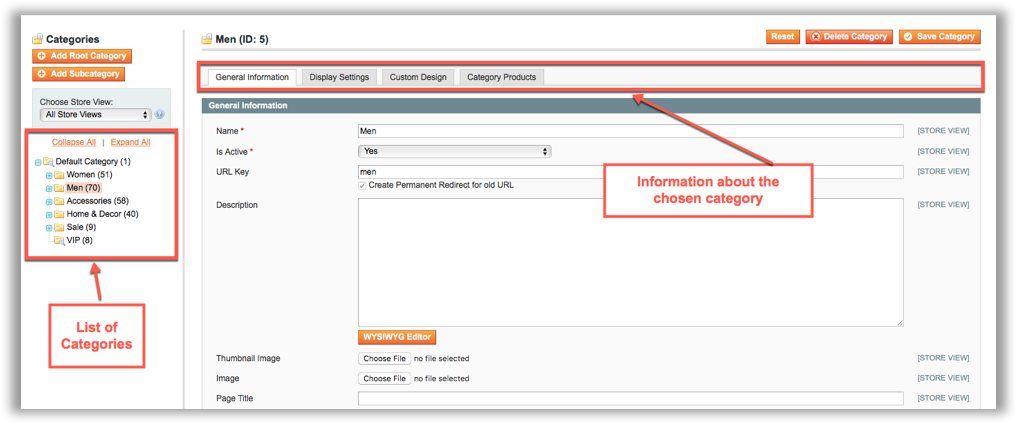 Categories
Add Root Category
Add Subcategory
Choose Store View:
All Store Views
Collapse All | Expand All
Default Category (1)
Women (51)
Men (70)
Accessories (58)
Home & Decor (40)
Sale (9)
VIP (8)
List of
Categories
Men (ID: 5)
Reset
Delete Category
Save Category
General Information
Display Settings
Custom Design
Category Products
General Information
Name *
Men
[STORE VIEW]
Is Active *
Yes
[STORE VIEW]
URL Key
men
[STORE VIEW]
Create Permanent Redirect for old URL
Information about the
chosen category
Description
[STORE VIEW]
WYSIWYG Editor
Thumbnail Image
Choose File no file selected
[STORE VIEW]
Image
Choose File no file selected
[STORE VIEW]
Page Title
[STORE VIEW]